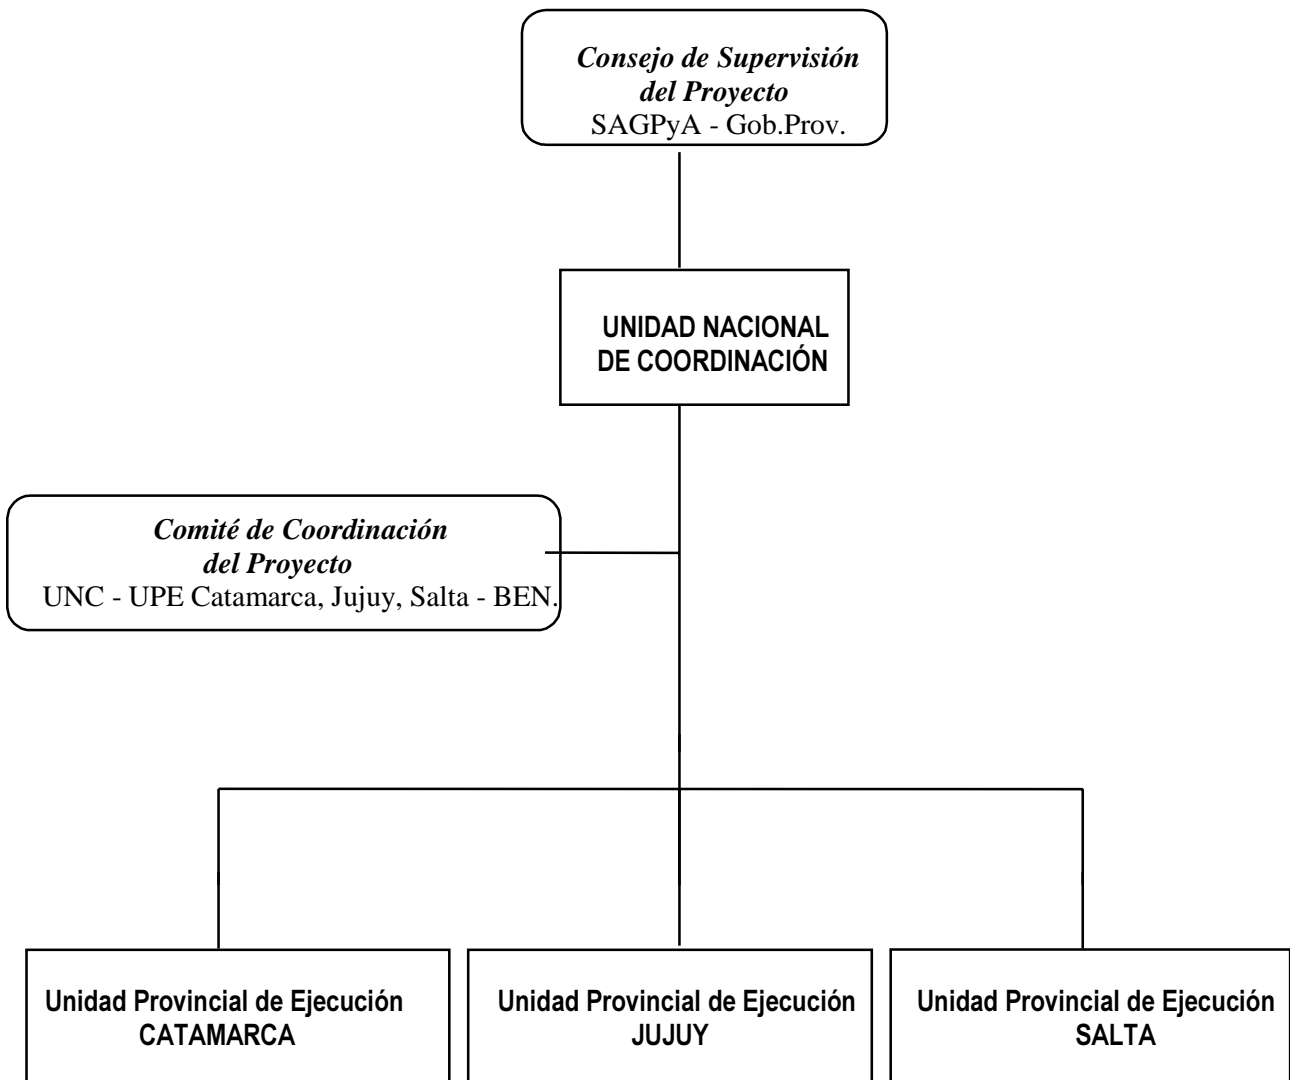 Consejo de Supervisión
del Proyecto
SAGPyA - Gob.Prov.
UNIDAD NACIONAL
DE COORDINACIÓN
Comité de Coordinación
del Proyecto
UNC - UPE Catamarca, Jujuy, Salta - BEN.
Unidad Provincial de Ejecución
CATAMARCA
Unidad Provincial de Ejecución
JUJUY
Unidad Provincial de Ejecución
SALTA